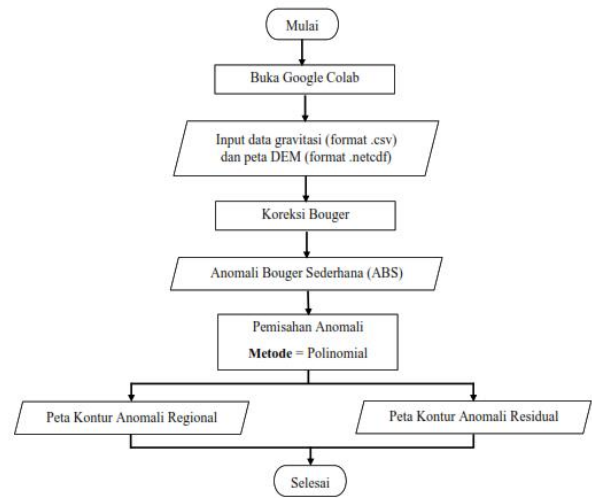 Mulai
Buka Google Colab
Input data gravitasi (format .csv)
dan peta DEM (format .netcdf)
Koreksi Bouger
Anomali Bouger Sederhana (ABS)
Pemisahan Anomali
Metode = Polinomial
Peta Kontur Anomali Regional
Peta Kontur Anomali Residual
Selesai